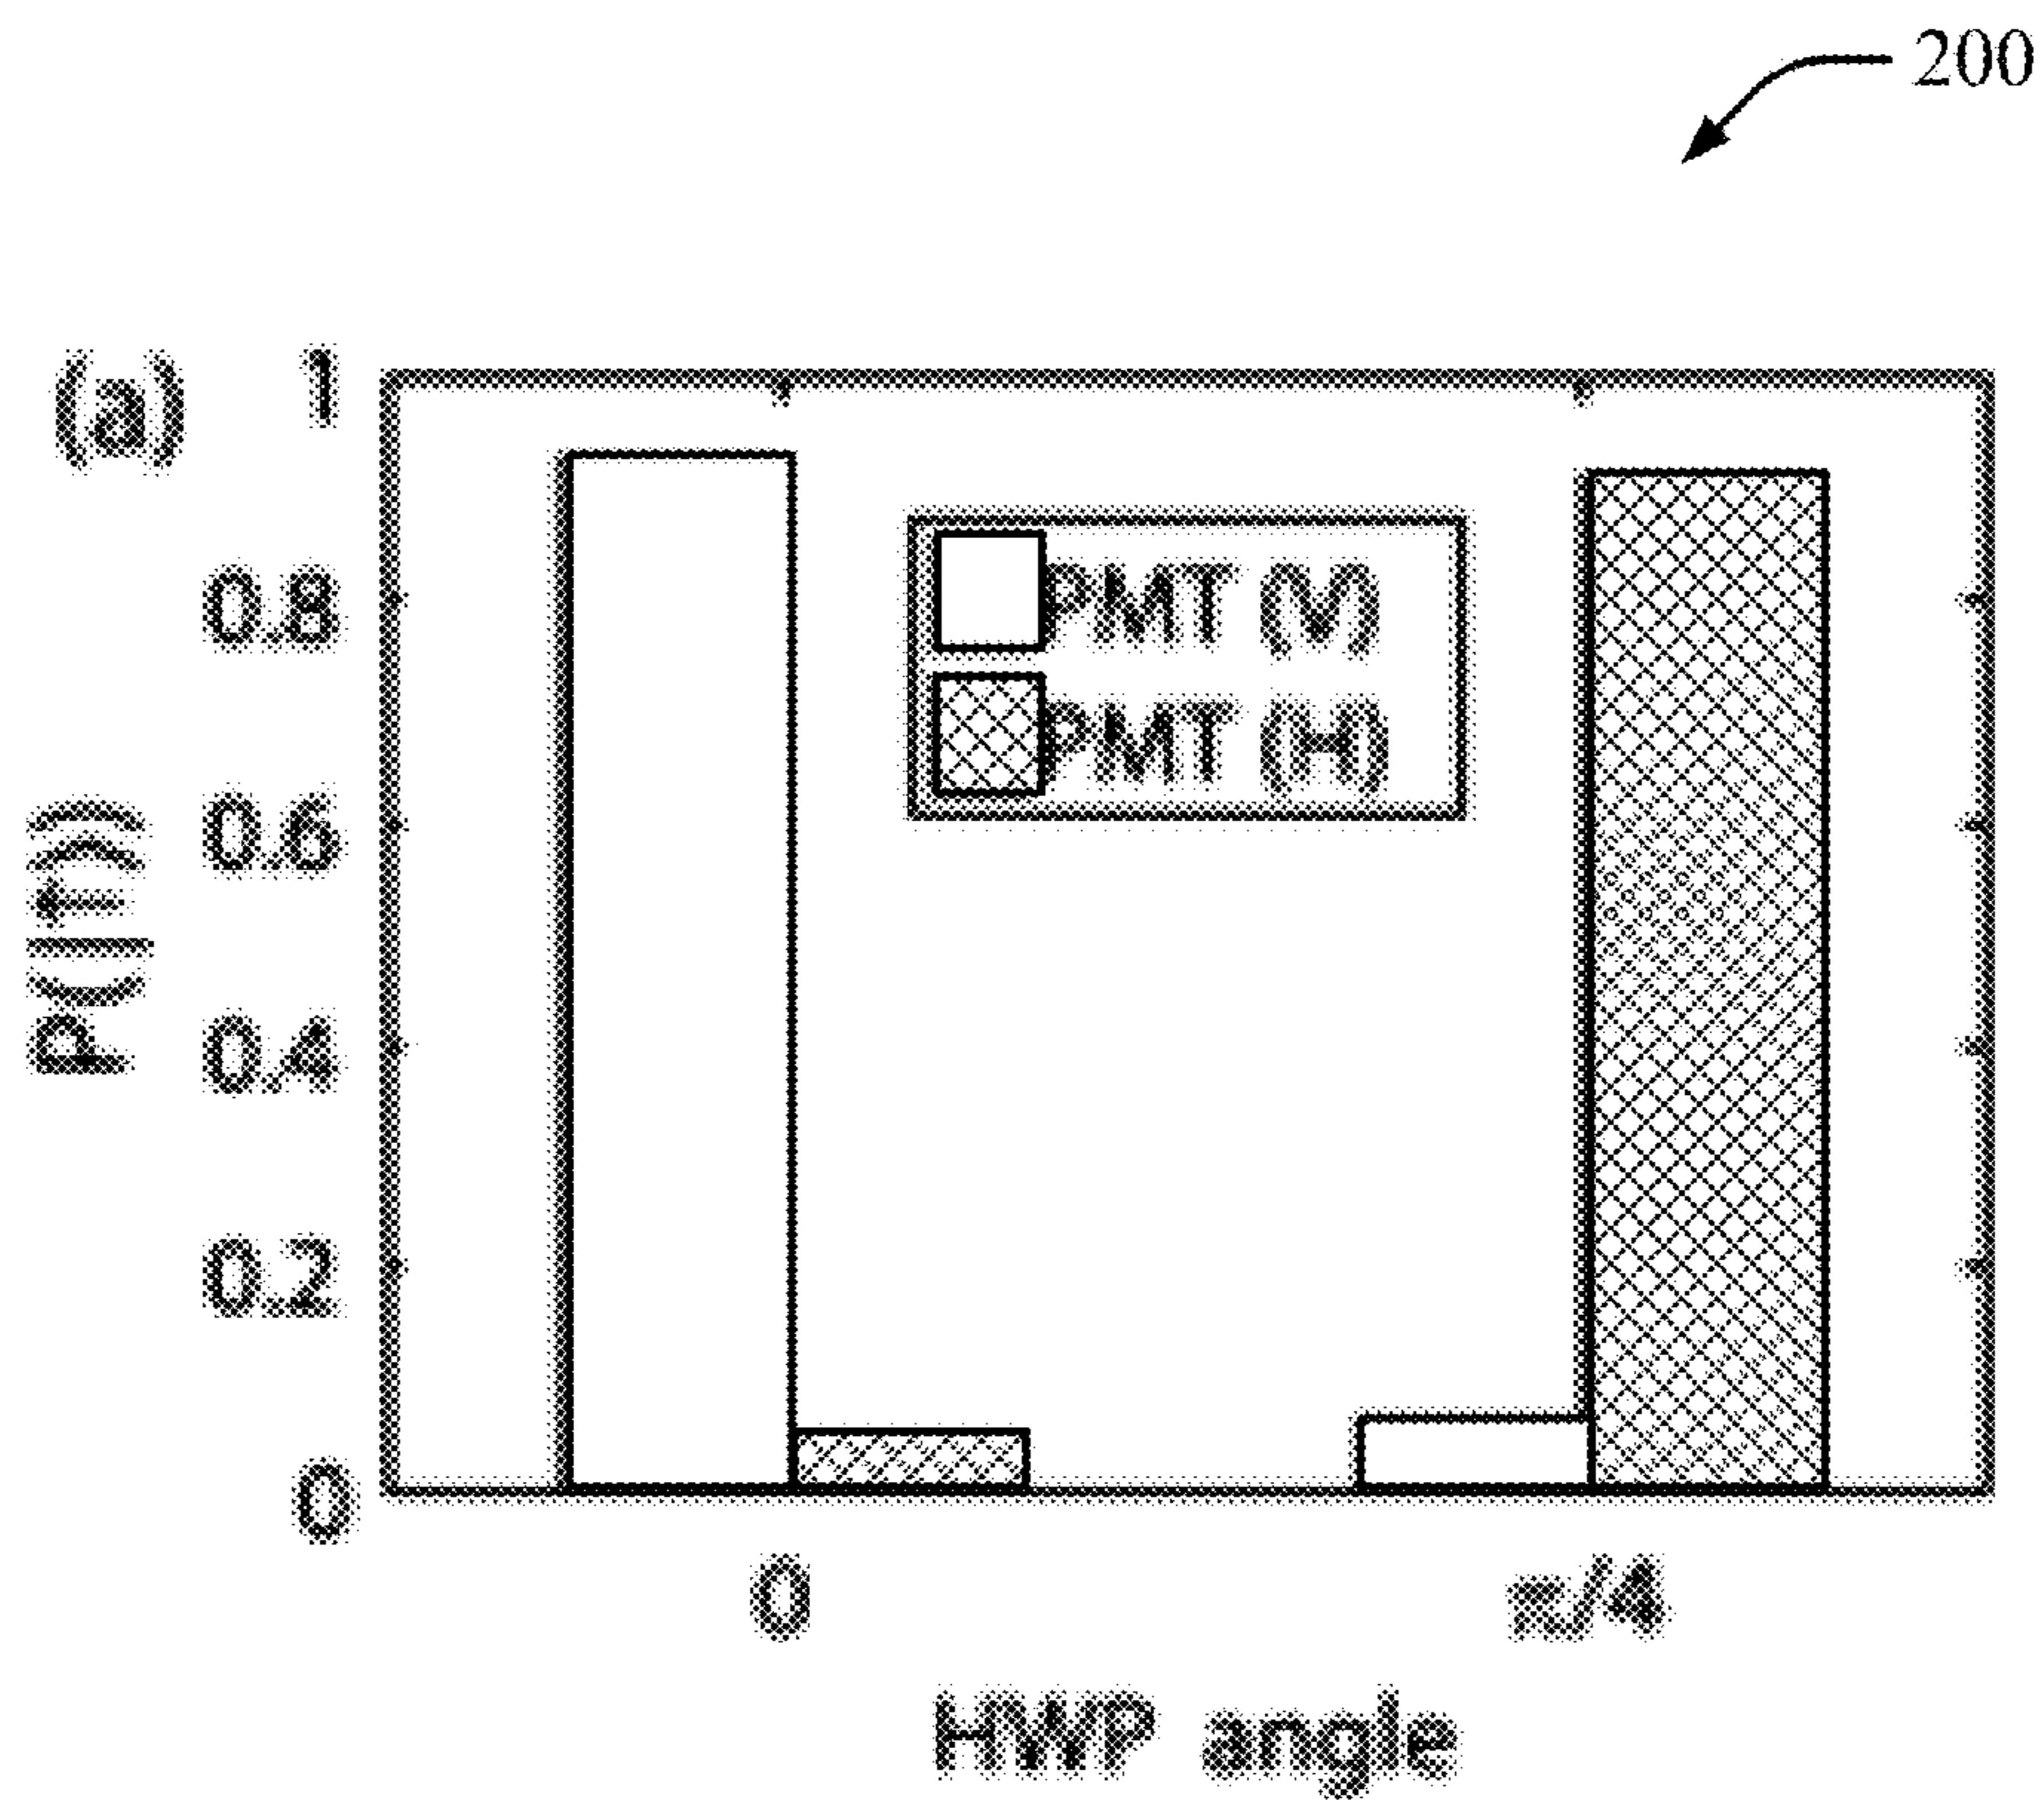 200
(a)
1
0.8
0.6
0.4
0.2
0
P(|↑⟩)
PMT (V)
PMT (H)
0
π/4
HWP angle